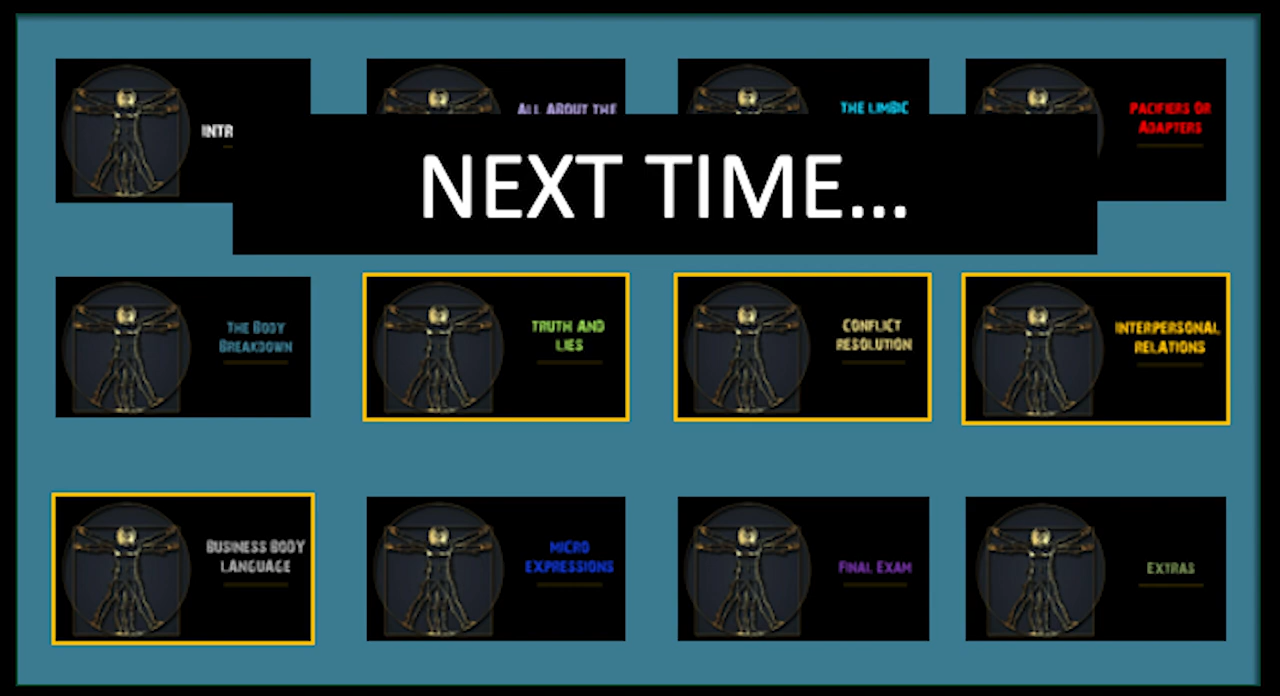 INTR
ALL ABOUT THE
THE LIMBIC
PACIFIERS OR
ADAPTERS
NEXT TIME...
THE BODY
BREAKDOWN
TRUTH AND
LIES
CONFLICT
RESOLUTION
INTERPERSONAL
RELATIONS
BUSINESS BODY
LANGUAGE
MICRO
EXPRESSIONS
FINAL EXAM
EXTRAS